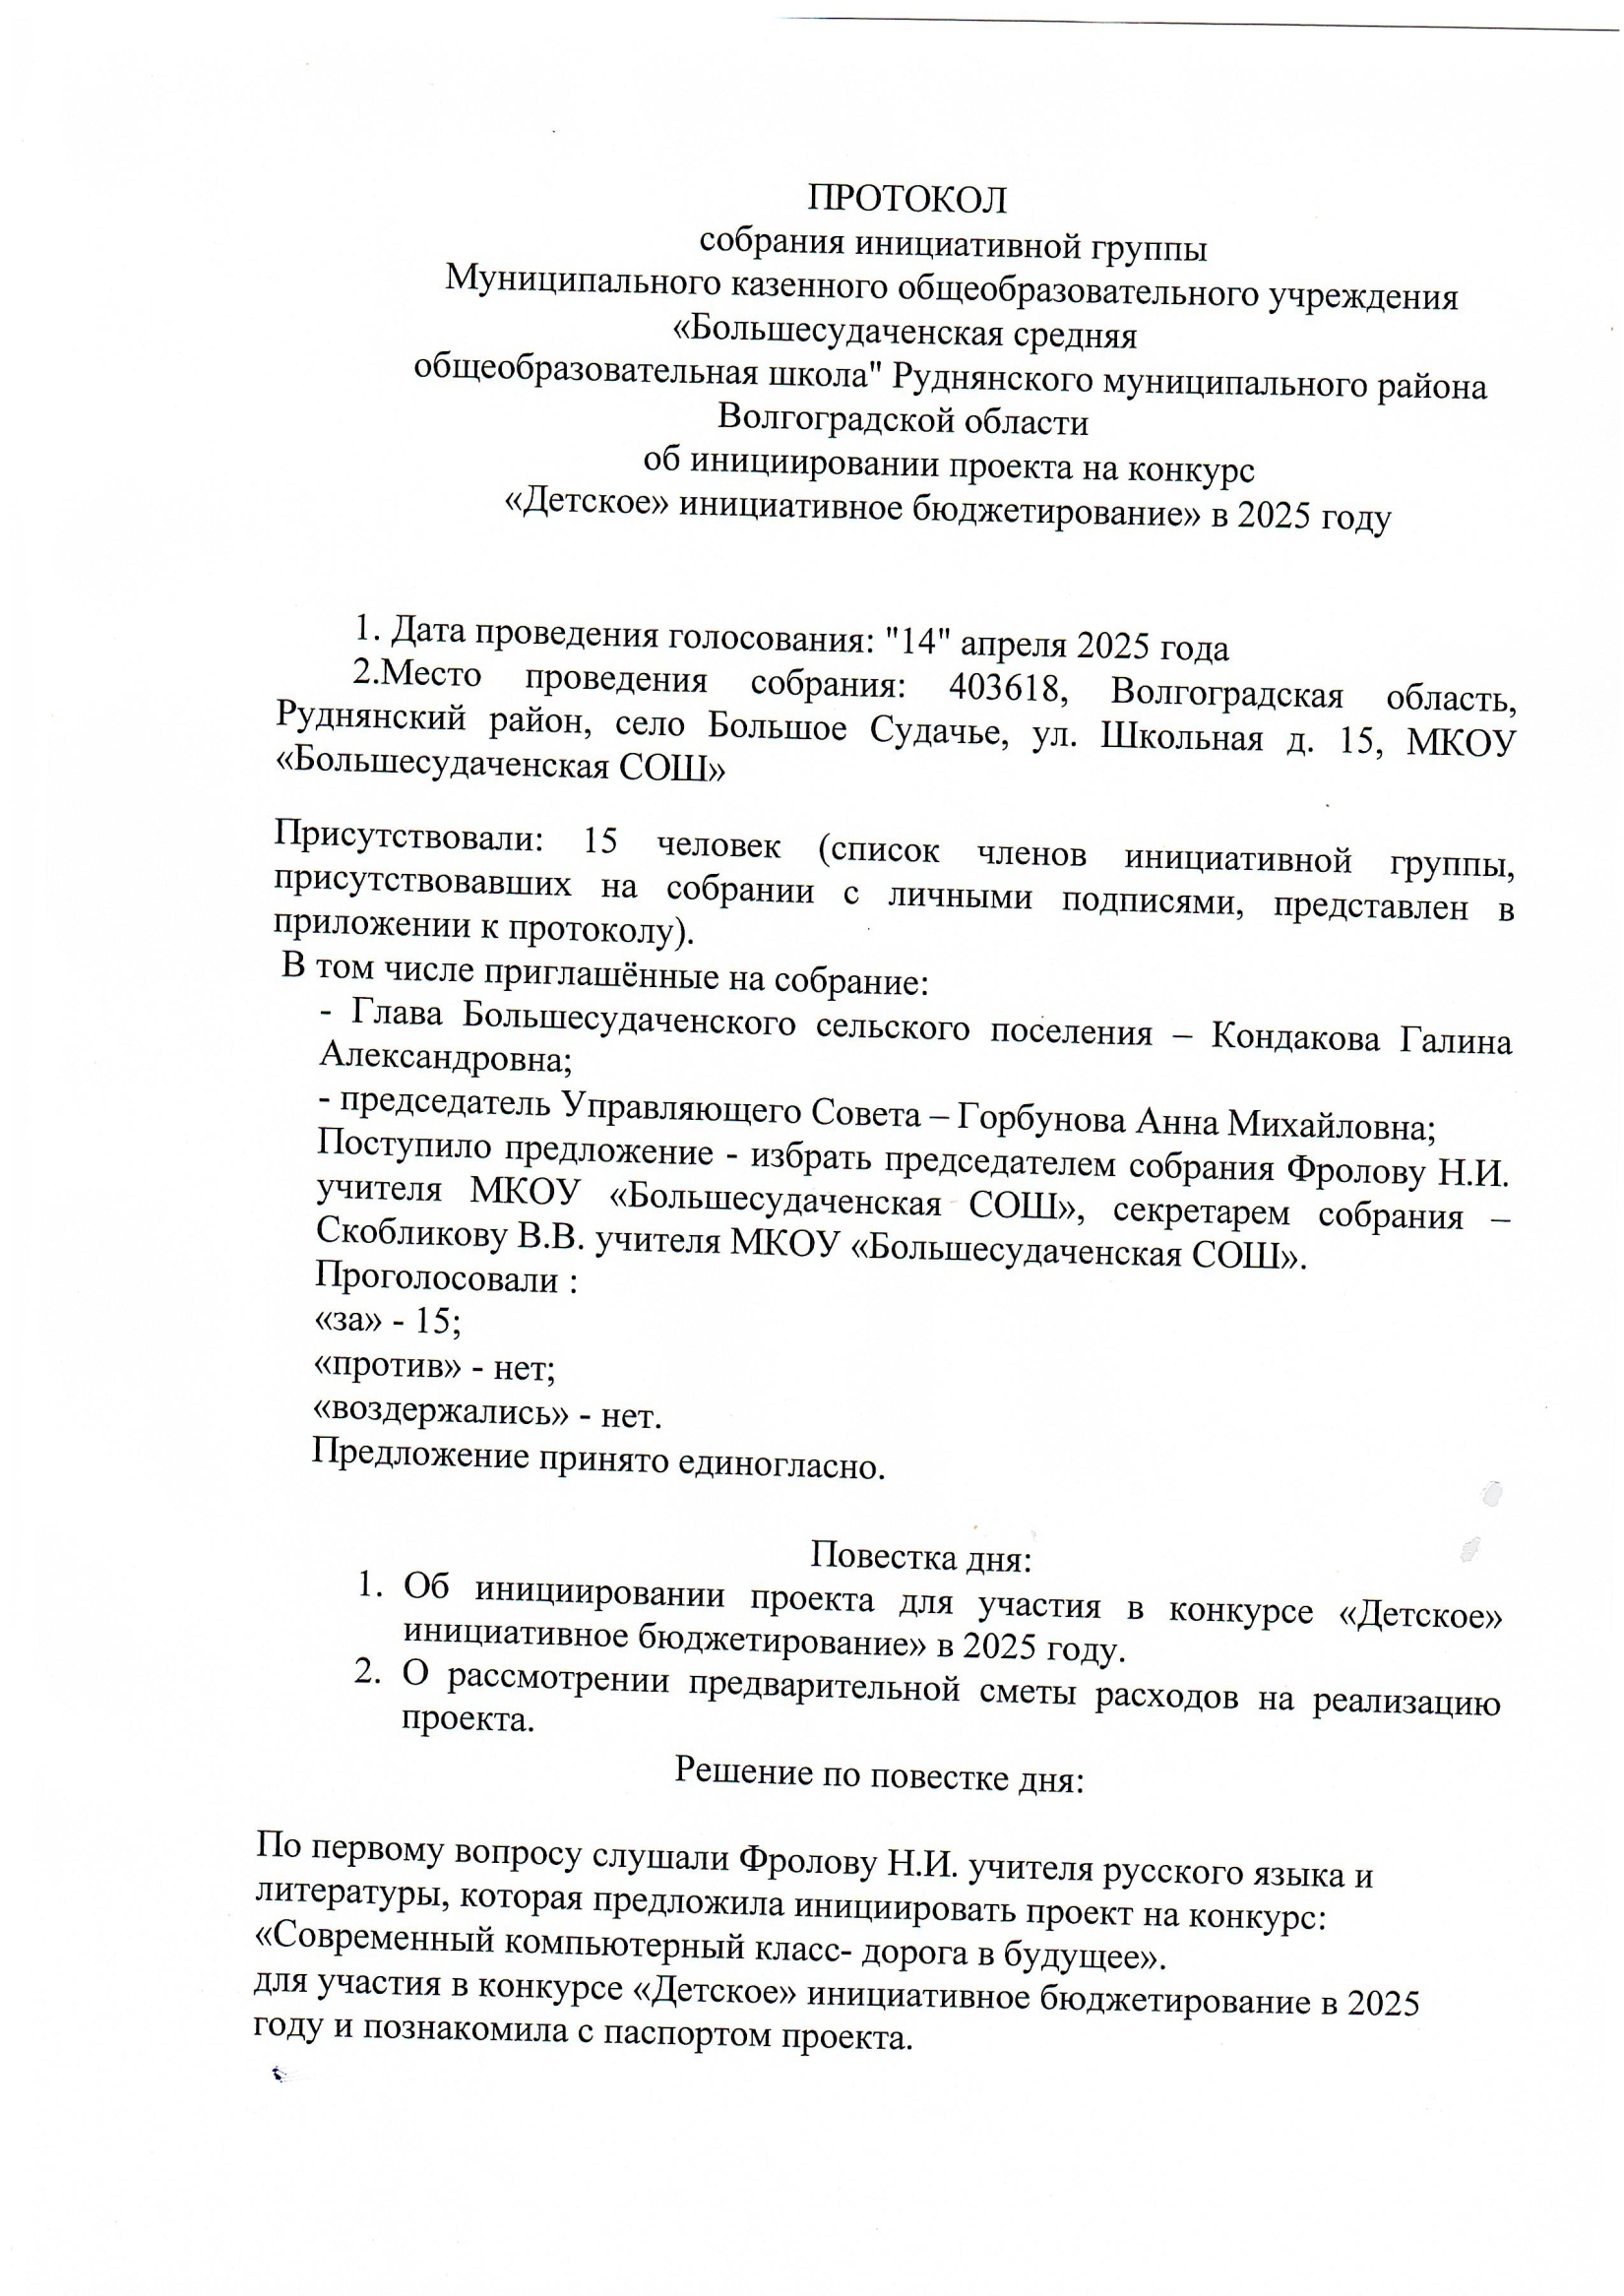 ПРОТОКОЛ
собрания инициативной группы
Муниципального казенного общеобразовательного учреждения
«Большесудаченская средняя
общеобразовательная школа" Руднянского муниципального района
Волгоградской области
об инициировании проекта на конкурс
«Детское» инициативное бюджетирование» в 2025 году
1. Дата проведения голосования: "14" апреля 2025 года
2.Место проведения собрания: 403618, Волгоградская область,
Руднянский район, село Большое Судачье, ул. Школьная д. 15, МКОУ
«Большесудаченская СОШ»
Присутствовали: 15 человек (список членов инициативной группы,
присутствовавших на собрании с личными подписями, представлен в
приложении к протоколу).
В том числе приглашённые на собрание:
- Глава Большесудаченского сельского поселения – Кондакова Галина
Александровна;
- председатель Управляющего Совета – Горбунова Анна Михайловна;
Поступило предложение - избрать председателем собрания Фролову Н.И.
учителя МКОУ «Большесудаченская СОШ», секретарем собрания –
Скобликову В.В. учителя МКОУ «Большесудаченская СОШ».
Проголосовали :
«за» - 15;
«против» - нет;
«воздержались» - нет.
Предложение принято единогласно.
Повестка дня:
1. Об инициировании проекта для участия в конкурсе «Детское»
инициативное бюджетирование» в 2025 году.
2. О рассмотрении предварительной сметы расходов на реализацию
проекта.
Решение по повестке дня:
По первому вопросу слушали Фролову Н.И. учителя русского языка и
литературы, которая предложила инициировать проект на конкурс:
«Современный компьютерный класс- дорога в будущее».
для участия в конкурсе «Детское» инициативное бюджетирование в 2025
году и познакомила с паспортом проекта.